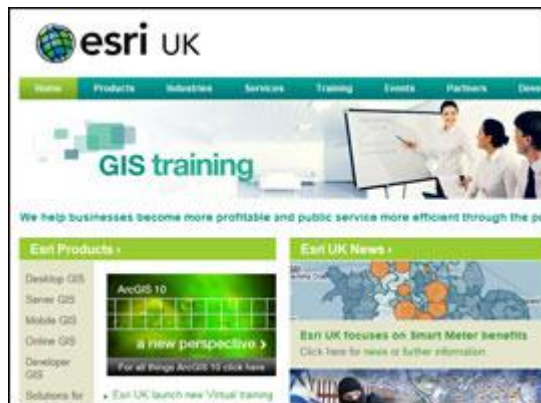 esri UK
Home Products Industries Services Training Events Partners
GIS training
We help businesses become more profitable and public service more efficient through the
Esri Products ›
Desktop GIS
Server GIS
Mobile GIS
Online GIS
Developer
GIS
Solutions for
ArcGIS 10
a new perspective ›
For all things ArcGIS 10 click here
Esri UK launch new Virtual training
Esri UK News ›
Esri UK focuses on Smart Meter benefits
Click here for news or further information